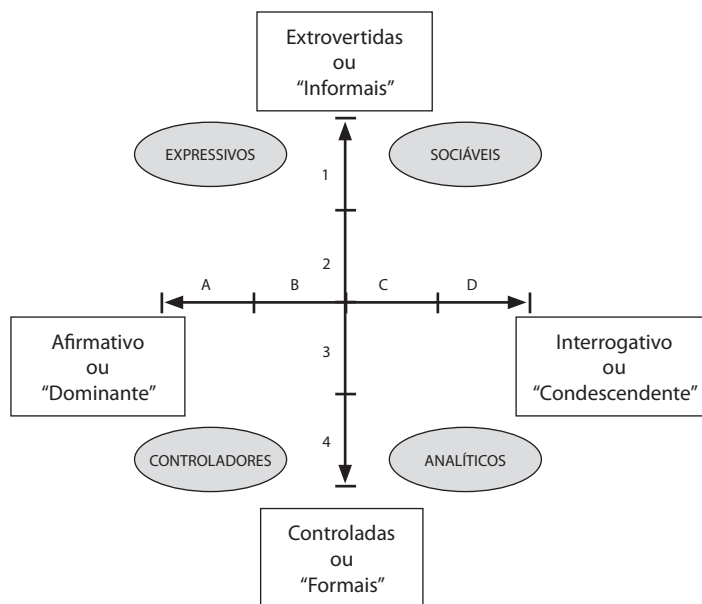 Extrovertidas
ou
“Informais”
EXPRESSIVOS
SOCIÁVEIS
1
2
A
B
C
D
Afirmativo
ou
“Dominante”
Interrogativo
ou
“Condescendente”
3
4
CONTROLADORES
ANALÍTICOS
Controladas
ou
“Formais”